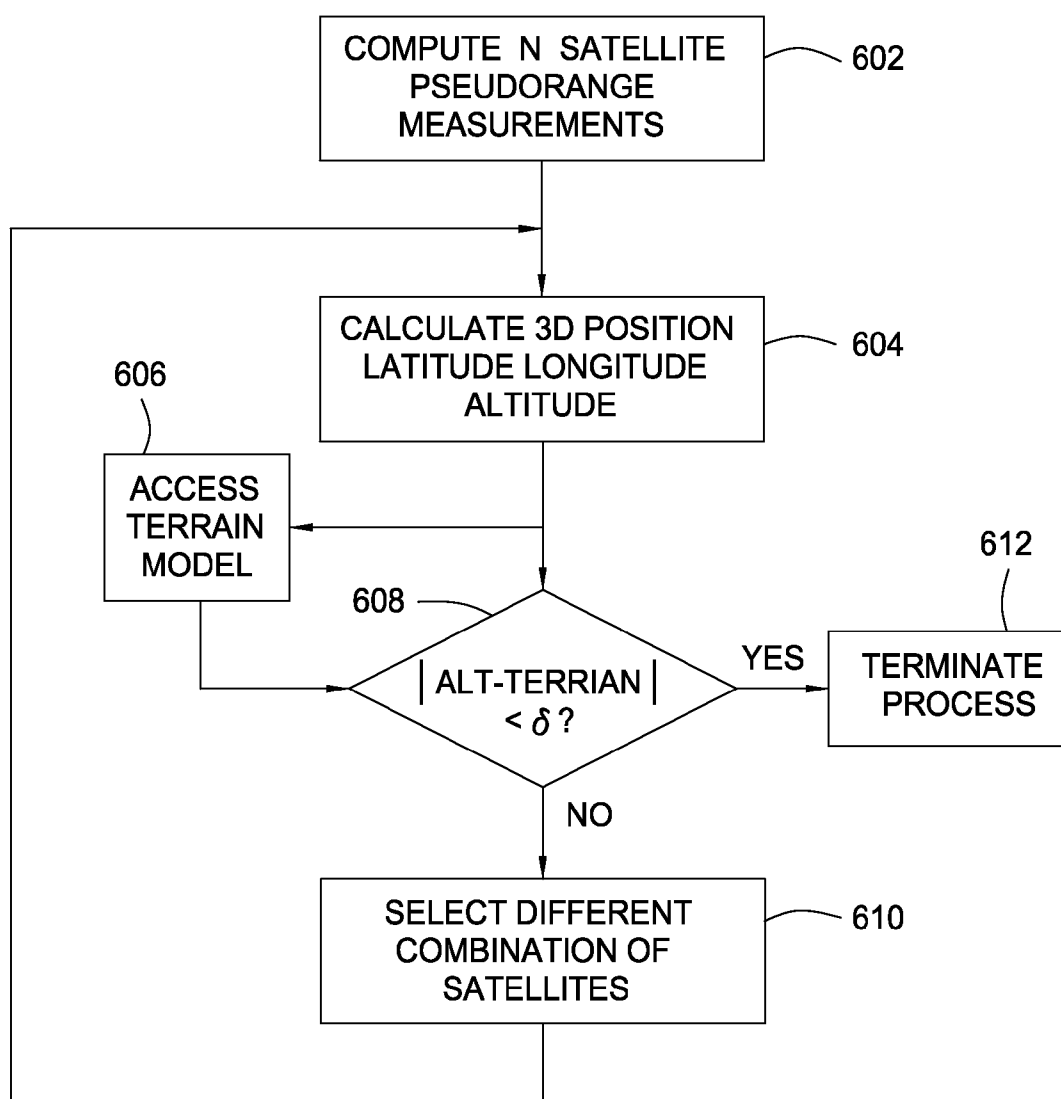 COMPUTE N SATELLITE
PSEUDORANGE
MEASUREMENTS
602
CALCULATE 3D POSITION
LATITUDE LONGITUDE
ALTITUDE
604
606
ACCESS
TERRAIN
MODEL
608
| ALT-TERRIAN |
< δ ?
YES
612
TERMINATE
PROCESS
NO
SELECT DIFFERENT
COMBINATION OF
SATELLITES
610